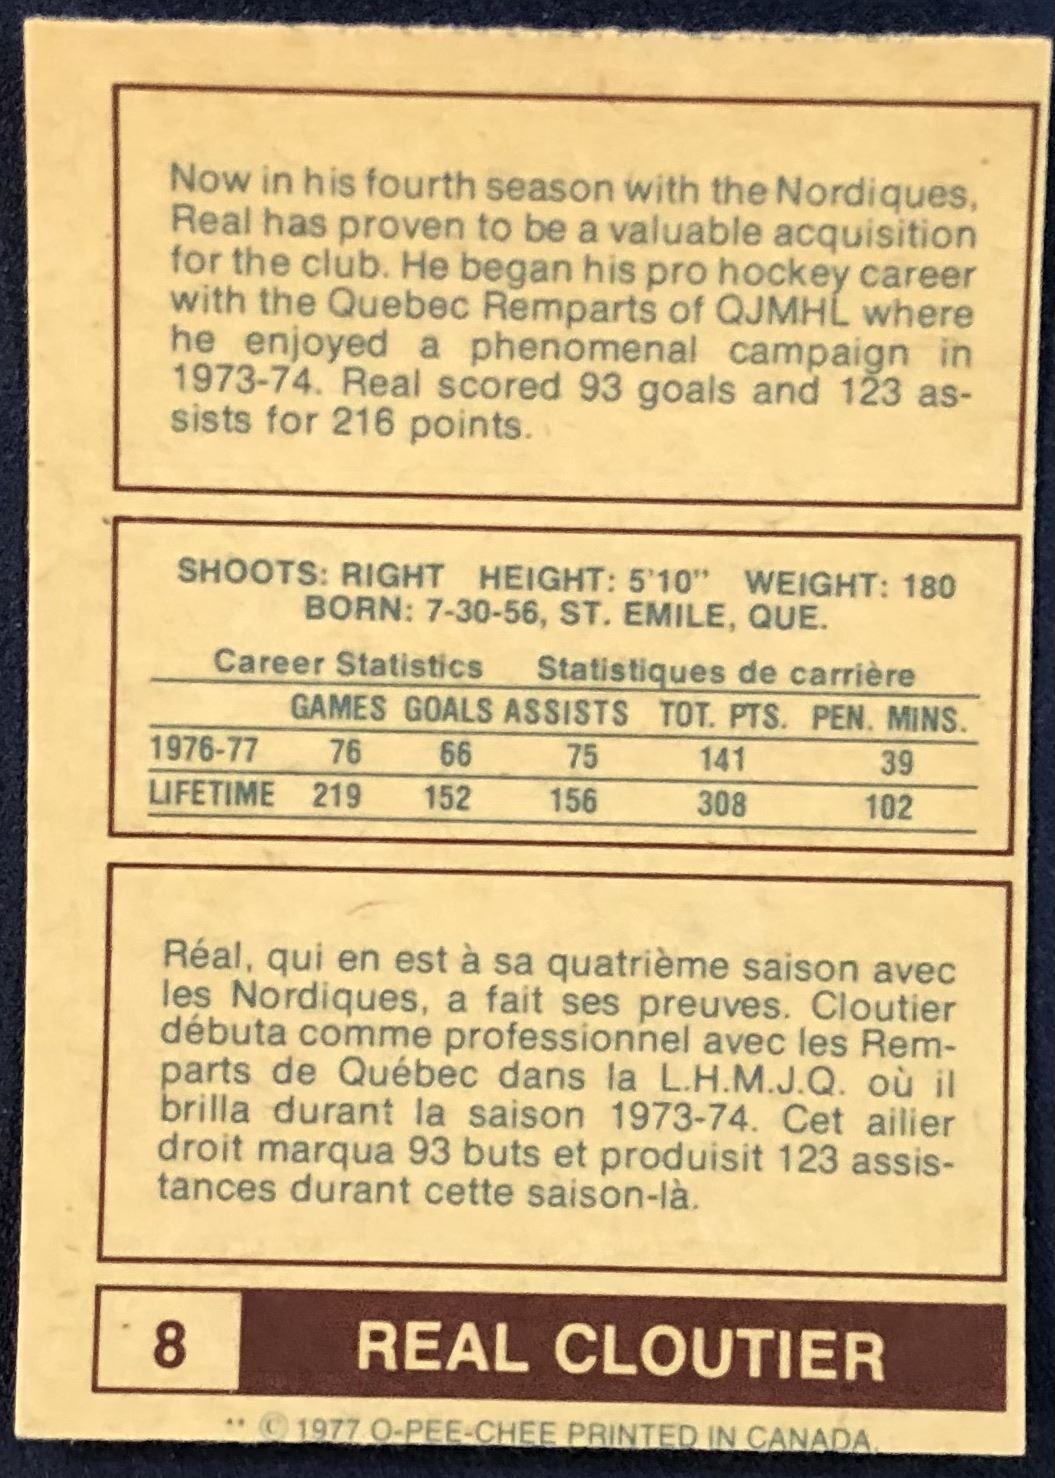 Now in his fourth season with the Nordiques,
Real has proven to be a valuable acquisition
for the club. He began his pro hockey career
with the Quebec Remparts of QJMHL where
he enjoyed a phenomenal campaign in
1973-74. Real scored 93 goals and 123 as-
sists for 216 points.
SHOOTS: RIGHT HEIGHT: 5'10" WEIGHT: 180
BORN: 7-30-56, ST. EMILE, QUE.
Career Statistics Statistiques de carrière
GAMES GOALS ASSISTS TOT. PTS. PEN. MINS.
1976-77 76 66 75 141 39
LIFETIME 219 152 156 308 102
Réal, qui en est à sa quatrième saison avec
les Nordiques, a fait ses preuves. Cloutier
débuta comme professionnel avec les Rem-
parts de Québec dans la L.H.M.J.Q. où il
brilla durant la saison 1973-74. Cet ailier
droit marqua 93 buts et produisit 123 assis-
tances durant cette saison-là.
8 REAL CLOUTIER
** © 1977 O-PEE-CHEE PRINTED IN CANADA.